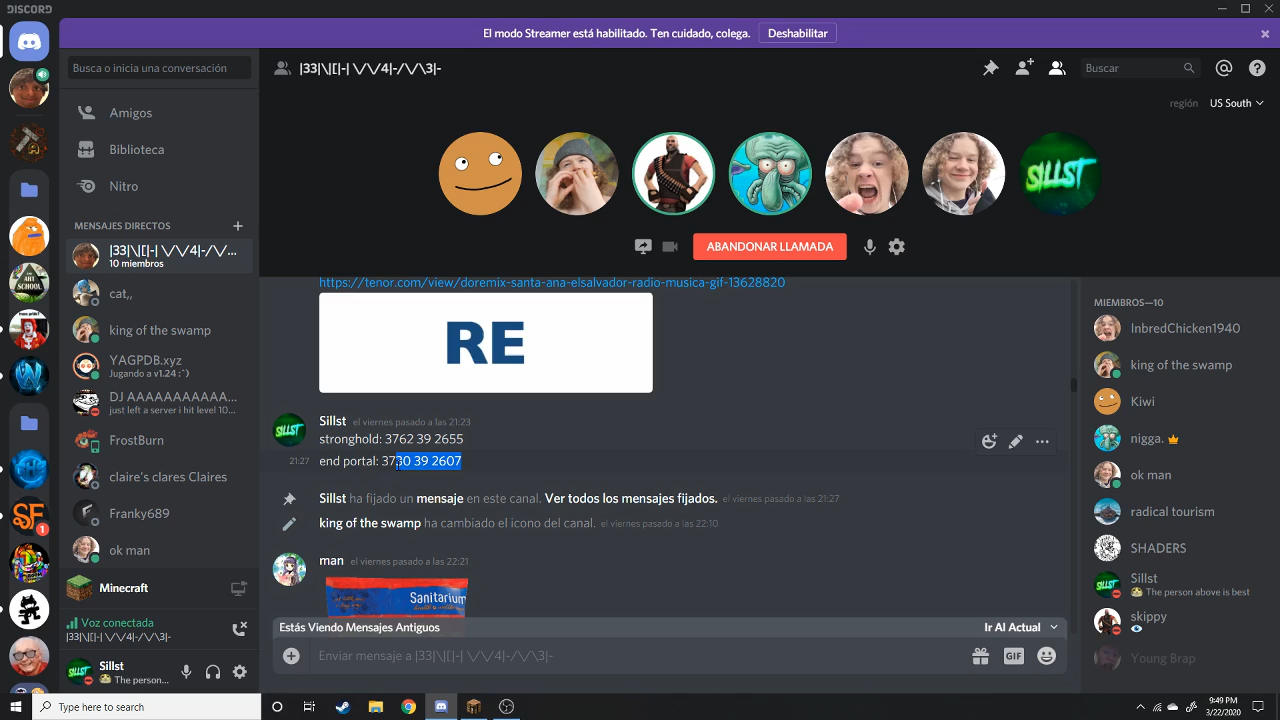 DISCORD
El modo Streamer está habilitado. Ten cuidado, colega. Deshabilitar
Busca o inicia una conversación
|33|\|[|-| \/\/4|-/\/\3|-
Buscar
región US South
Amigos
Biblioteca
Nitro
MENSAJES DIRECTOS
|33|\|[|-| \/\/4|-/\/...
10 miembros
cat,,
king of the swamp
YAGPDB.xyz
Jugando a v1.24 :¨)
DJ AAAAAAAAAAA...
just left a server i hit level 10...
FrostBurn
claire's clares Claires
Franky689
ok man
Minecraft
Voz conectada
|33|\|[|-| \/\/4|-/\/\3|-
Sillst
The person...
1
SILLST
ABANDONAR LLAMADA
https://tenor.com/view/doremix-santa-ana-elsalvador-radio-musica-gif-13628820
RE
Sillst el viernes pasado a las 21:23
stronghold: 3762 39 2655
21:27 end portal: 3730 39 2607
Sillst ha fijado un mensaje en este canal. Ver todos los mensajes fijados. el viernes pasado a las 21:27
king of the swamp ha cambiado el icono del canal. el viernes pasado a las 22:10
man el viernes pasado a las 22:21
Sanitarium
Estás Viendo Mensajes Antiguos Ir Al Actual
Enviar mensaje a |33|\|[|-| \/\/4|-/\/\3|-
GIF
MIEMBROS—10
InbredChicken1940
king of the swamp
Kiwi
nigga.
ok man
radical tourism
SHADERS
Sillst
The person above is best
skippy
Young Brap
Type here to search
9:49 PM
3/22/2020